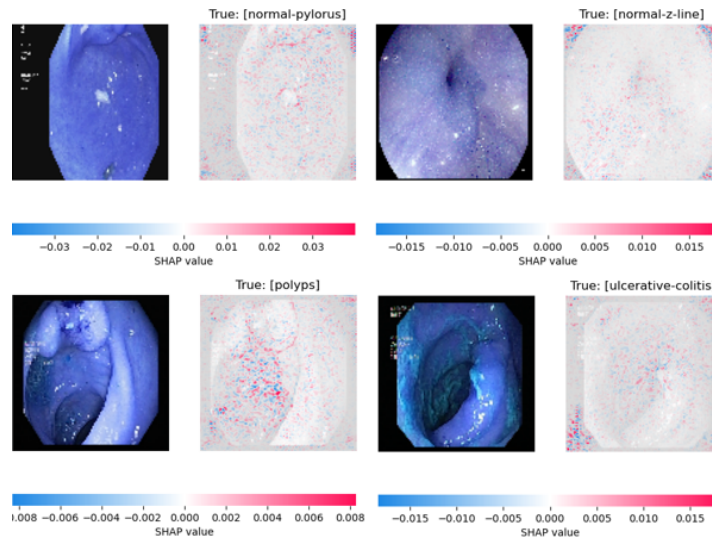 True: [normal-pylorus]
True: [normal-z-line]
−0.03 −0.02 −0.01 0.00 0.01 0.02 0.03
SHAP value
−0.015 −0.010 −0.005 0.000 0.005 0.010 0.015
SHAP value
True: [polyps]
True: [ulcerative-colitis
0.008 −0.006 −0.004 −0.002 0.000 0.002 0.004 0.006 0.008
SHAP value
−0.015 −0.010 −0.005 0.000 0.005 0.010 0.015
SHAP value